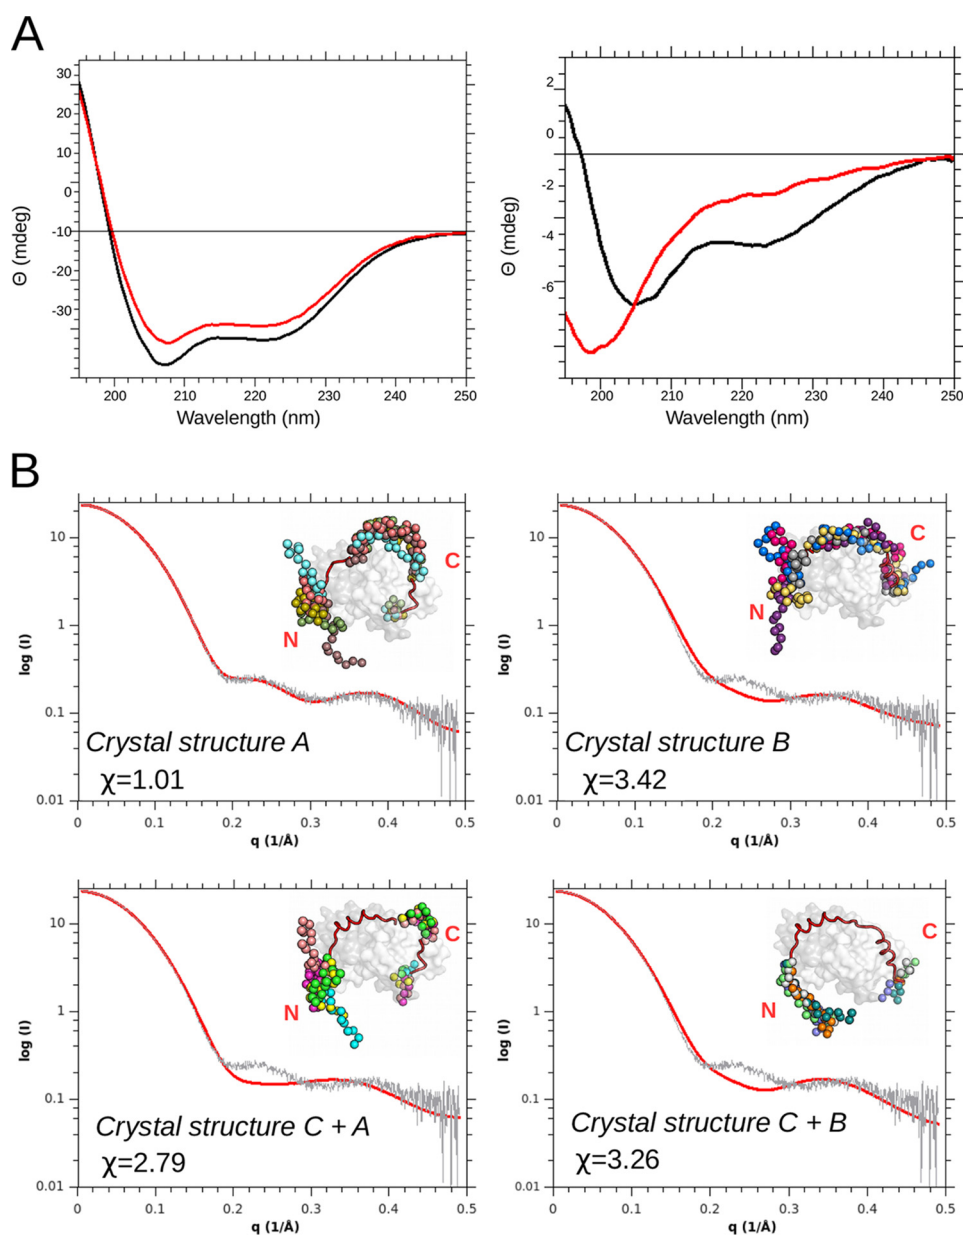 A
30
20
10
0
-10
-20
-30
Θ (mdeg)
200 210 220 230 240 250
Wavelength (nm)
2
0
-2
-4
-6
Θ (mdeg)
200 210 220 230 240 250
Wavelength (nm)
B
10
1
0.1
0.01
log (I)
C
N
Crystal structure A
χ=1.01
0 0.1 0.2 0.3 0.4 0.5
q (1/Å)
10
1
0.1
0.01
log (I)
C
N
Crystal structure B
χ=3.42
0 0.1 0.2 0.3 0.4 0.5
q (1/Å)
10
1
0.1
0.01
log (I)
C
N
Crystal structure C + A
χ=2.79
0 0.1 0.2 0.3 0.4 0.5
q (1/Å)
10
1
0.1
0.01
log (I)
C
N
Crystal structure C + B
χ=3.26
0 0.1 0.2 0.3 0.4 0.5
q (1/Å)